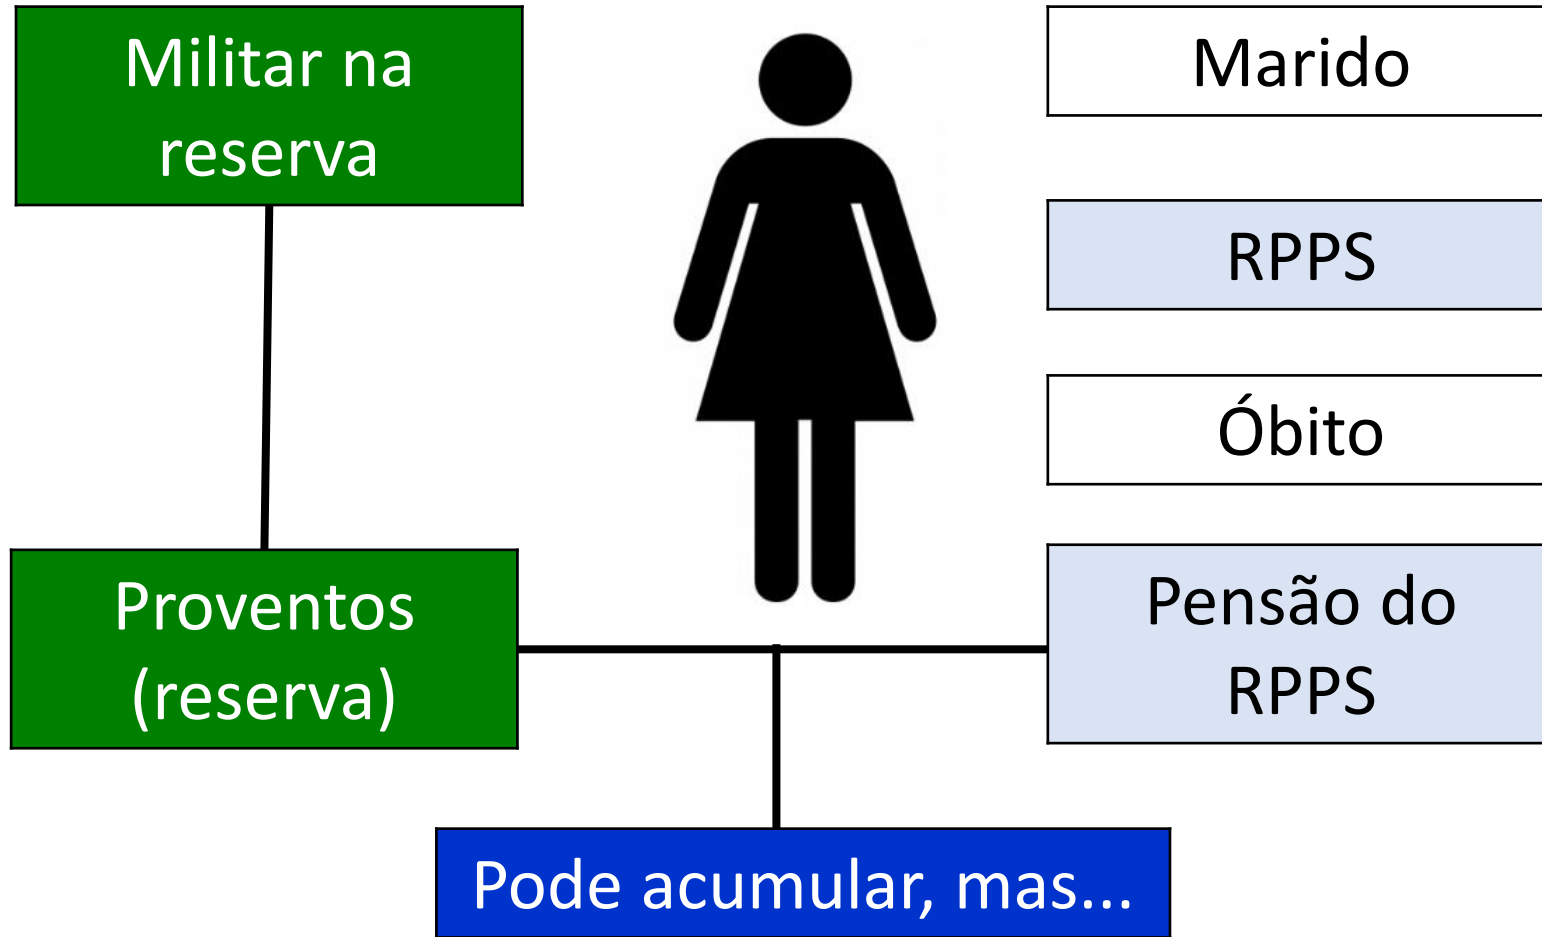 Militar na
reserva
Marido
RPPS
Óbito
Proventos
(reserva)
Pensão do
RPPS
Pode acumular, mas...